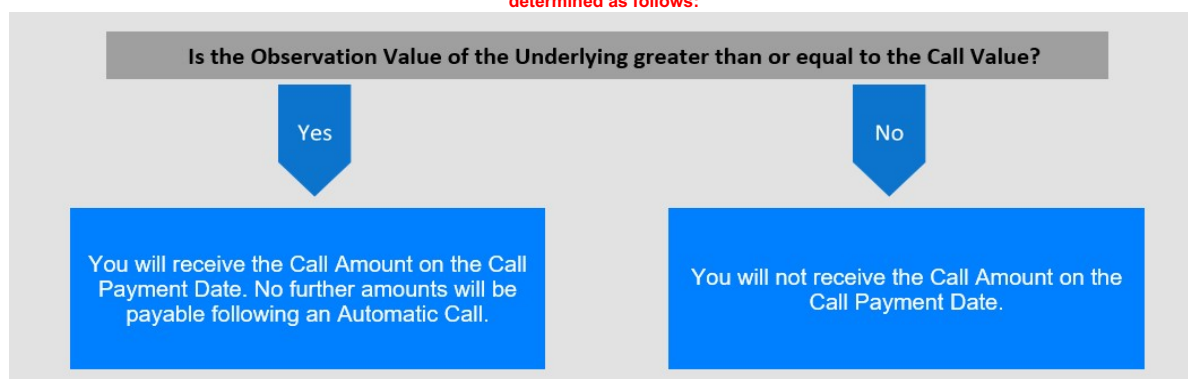 determined as follows:
Is the Observation Value of the Underlying greater than or equal to the Call Value?
Yes
No
You will receive the Call Amount on the Call
Payment Date. No further amounts will be
payable following an Automatic Call.
You will not receive the Call Amount on the
Call Payment Date.